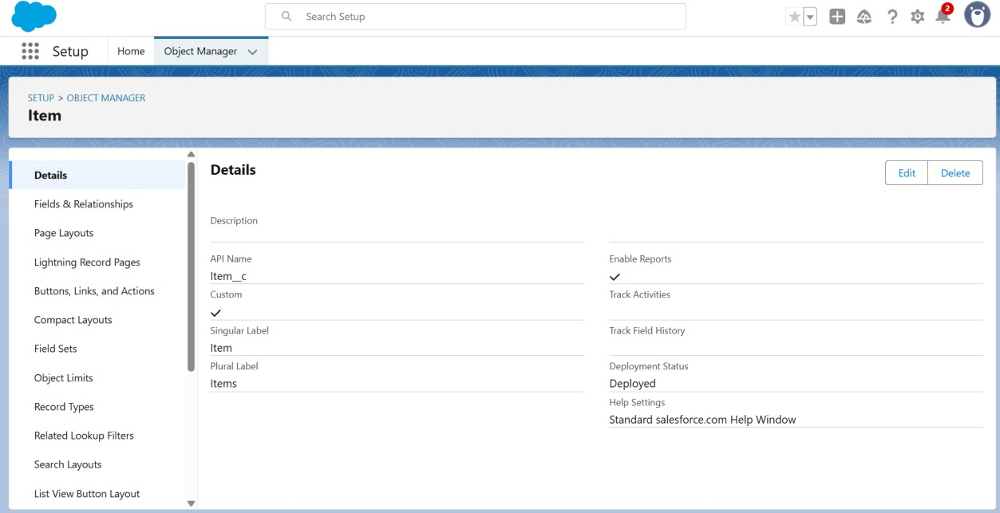 Search Setup
2
Setup
Home
Object Manager
SETUP > OBJECT MANAGER
Item
Details
Fields & Relationships
Page Layouts
Lightning Record Pages
Buttons, Links, and Actions
Compact Layouts
Field Sets
Object Limits
Record Types
Related Lookup Filters
Search Layouts
List View Button Layout
Details
Edit
Delete
Description
API Name
Item__c
Custom
Singular Label
Item
Plural Label
Items
Enable Reports
Track Activities
Track Field History
Deployment Status
Deployed
Help Settings
Standard salesforce.com Help Window